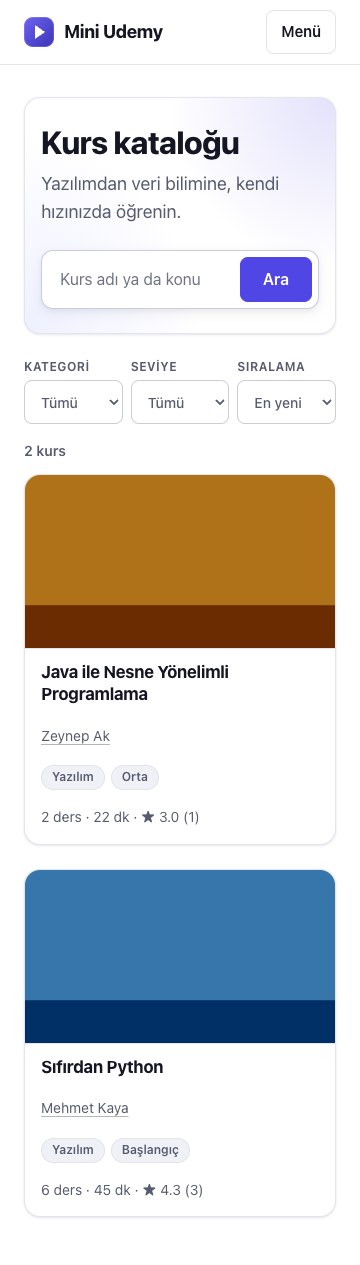 Mini Udemy
Menü
Kurs kataloğu
Yazılımdan veri bilimine, kendi
hızınızda öğrenin.
Kurs adı ya da konu
Ara
KATEGORİ
SEVİYE
SIRALAMA
Tümü
Tümü
En yeni
2 kurs
Java ile Nesne Yönelimli
Programlama
Zeynep Ak
Yazılım
Orta
2 ders · 22 dk · ★ 3.0 (1)
Sıfırdan Python
Mehmet Kaya
Yazılım
Başlangıç
6 ders · 45 dk · ★ 4.3 (3)